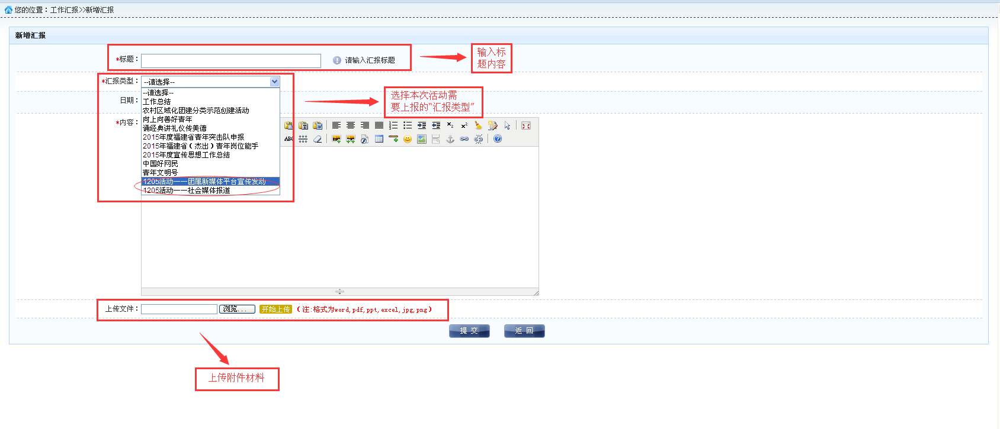 您的位置：工作汇报>>新增汇报
新增汇报
*标题：
请输入汇报标题
输入标
题内容
*汇报类型：
--请选择--
--请选择--
工作总结
农村区域化团建分类示范创建活动
向上向善好青年
诵经典讲礼仪传美德
2015年度福建省青年突击队申报
2015年福建省（杰出）青年岗位能手
2015年度宣传思想工作总结
中国好网民
青年文明号
1205活动一一团属新媒体平台宣传发动
1205活动一一社会媒体报道
选择本次活动需
要上报的“汇报类型”
日期：
*内容：
ABC
上传文件：
浏览...
开始上传
（注:格式为word,pdf,ppt,excel,jpg,png）
提 交
返 回
上传附件材料